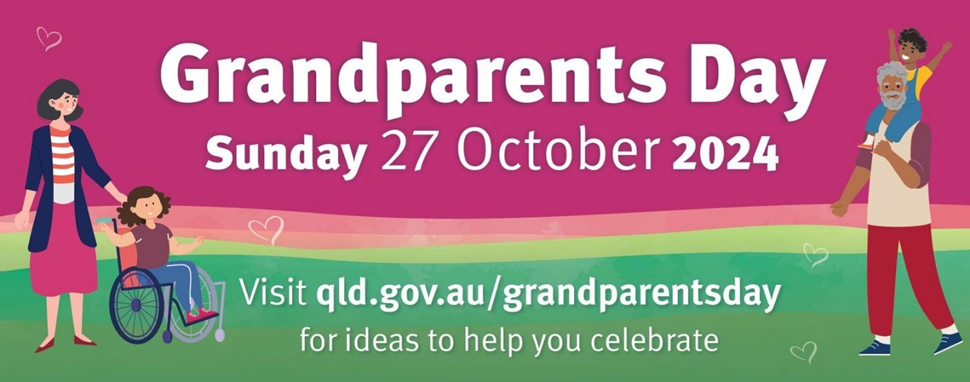 Grandparents Day
Sunday 27 October 2024
Visit qld.gov.au/grandparentsday
for ideas to help you celebrate